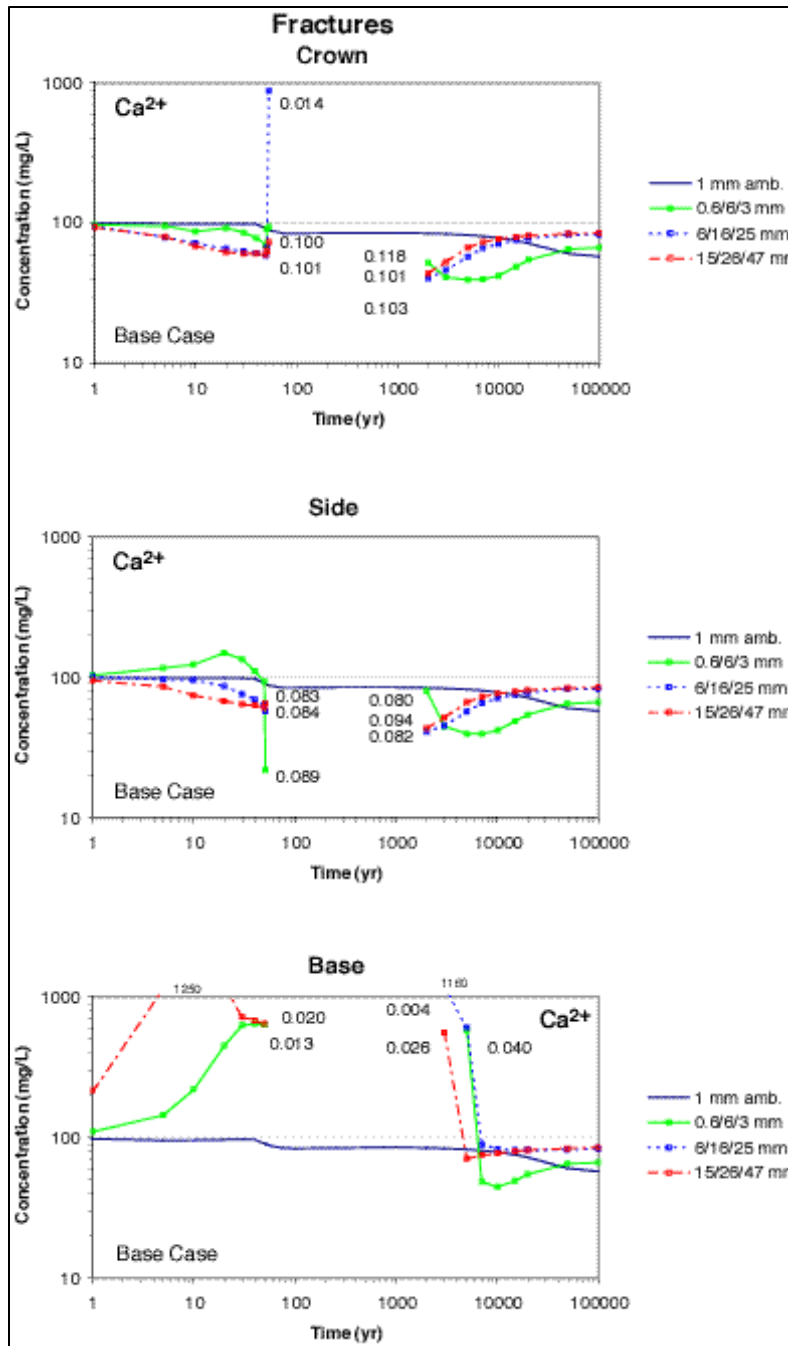 Fractures
Crown
Ca2+
0.014
0.100
0.101
0.118
0.101
0.103
Base Case
Concentration (mg/L)
1000
100
10
1 10 100 1000 10000 100000
Time (yr)
1 mm amb.
0.6/6/3 mm
6/16/25 mm
15/26/47 mm
Side
Ca2+
0.083
0.084
0.089
0.080
0.094
0.082
Base Case
Concentration (mg/L)
1000
100
10
1 10 100 1000 10000 100000
Time (yr)
1 mm amb.
0.6/6/3 mm
6/16/25 mm
15/26/47 mm
Base
1250
1160
Ca2+
0.020
0.013
0.004
0.026
0.040
Base Case
Concentration (mg/L)
1000
100
10
1 10 100 1000 10000 100000
Time (yr)
1 mm amb.
0.6/6/3 mm
6/16/25 mm
15/26/47 mm